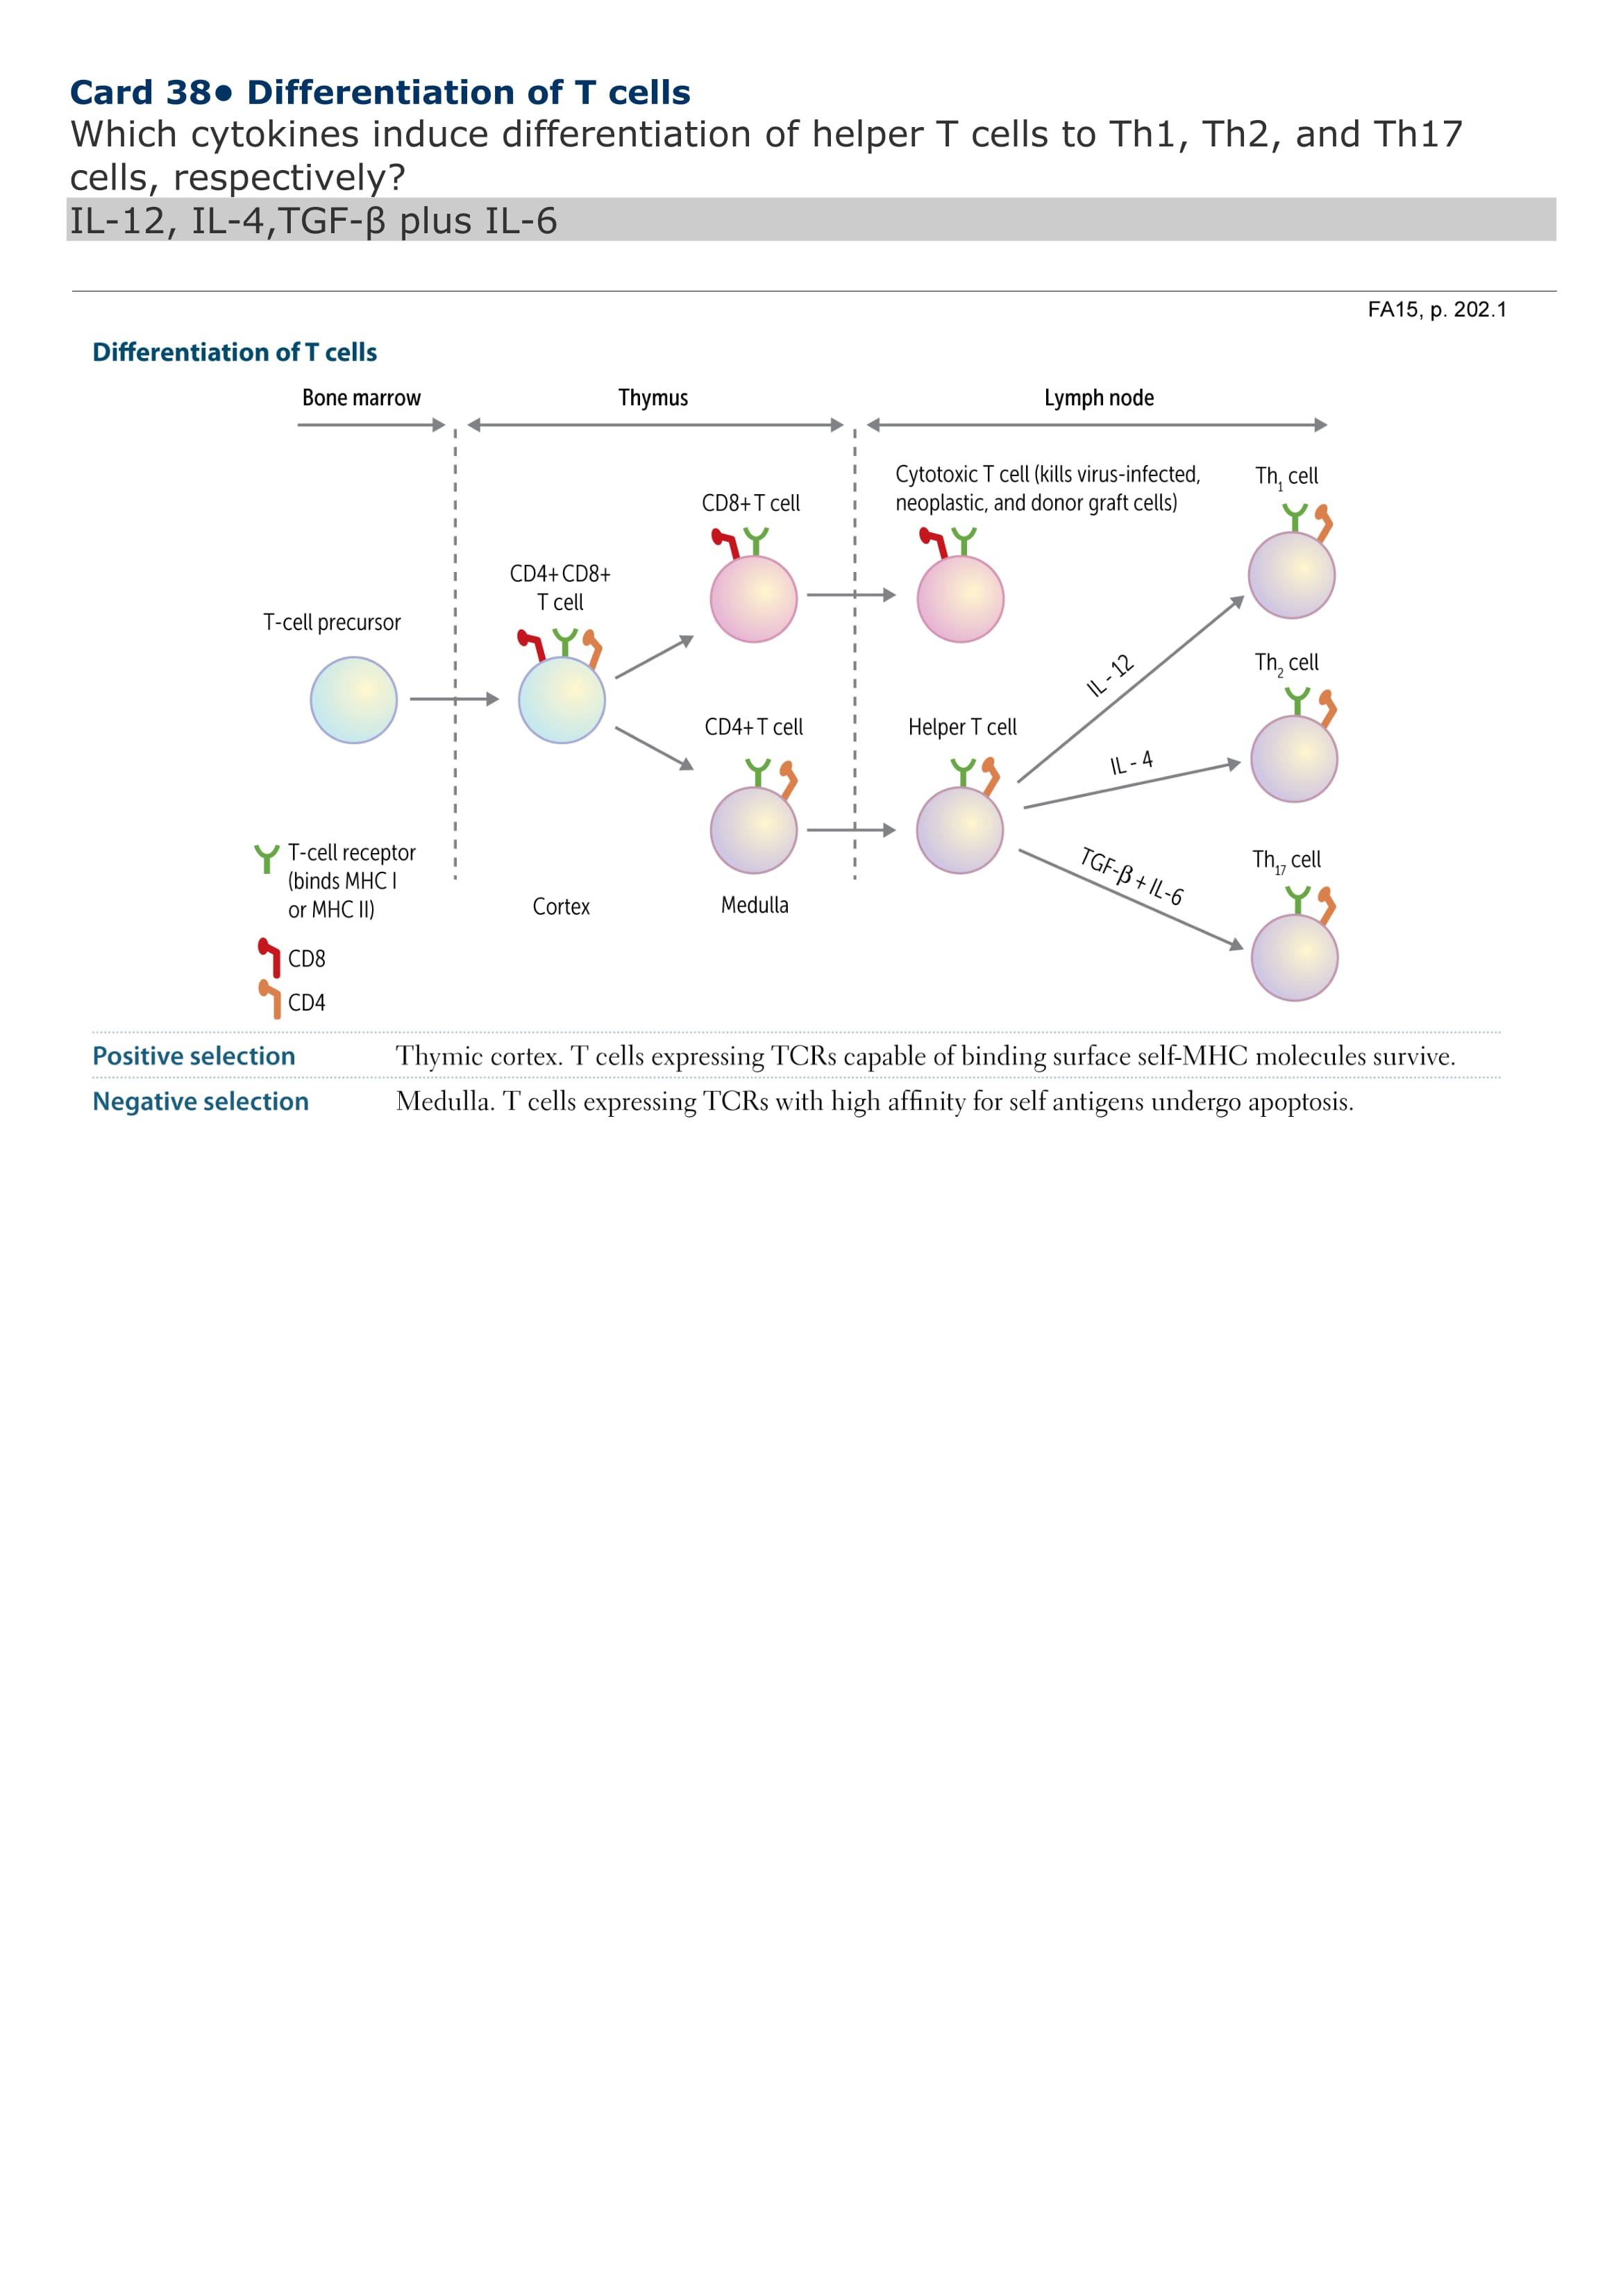 Card 38● Differentiation of T cells
Which cytokines induce differentiation of helper T cells to Th1, Th2, and Th17
cells, respectively?
IL-12, IL-4,TGF-β plus IL-6
FA15, p. 202.1
Differentiation of T cells
Bone marrow
Thymus
Lymph node
T-cell precursor
CD4+ CD8+
T cell
CD8+ T cell
CD4+ T cell
Cytotoxic T cell (kills virus-infected,
neoplastic, and donor graft cells)
Helper T cell
IL - 12
IL - 4
TGF-β + IL-6
Th1 cell
Th2 cell
Th17 cell
T-cell receptor
(binds MHC I
or MHC II)
CD8
CD4
Cortex
Medulla
Positive selection Thymic cortex. T cells expressing TCRs capable of binding surface self-MHC molecules survive.
Negative selection Medulla. T cells expressing TCRs with high affinity for self antigens undergo apoptosis.